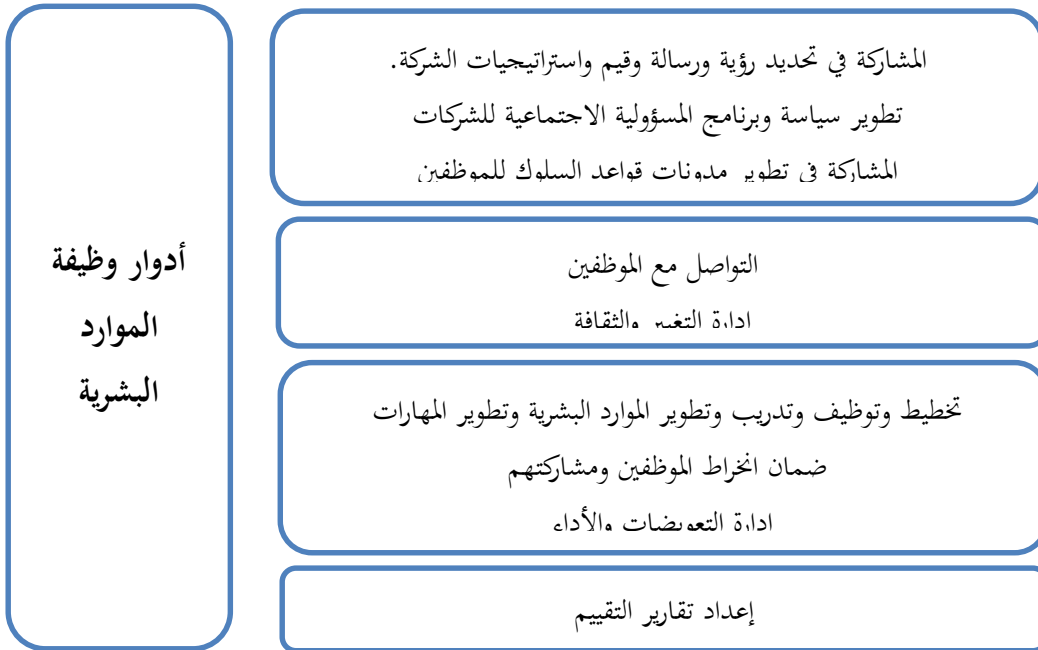 أدوار وظيفة
الموارد
البشرية
المشاركة في تحديد رؤية ورسالة وقيم واستراتيجيات الشركة.
تطوير سياسة وبرنامج المسؤولية الاجتماعية للشركات
المشاركة في تطوير مدونات قواعد السلوك للموظفين
التواصل مع الموظفين
ادارة التغيير والثقافة
تخطيط وتوظيف وتدريب وتطوير الموارد البشرية وتطوير المهارات
ضمان انخراط الموظفين ومشاركتهم
ادارة التعويضات والأداء
إعداد تقارير التقييم